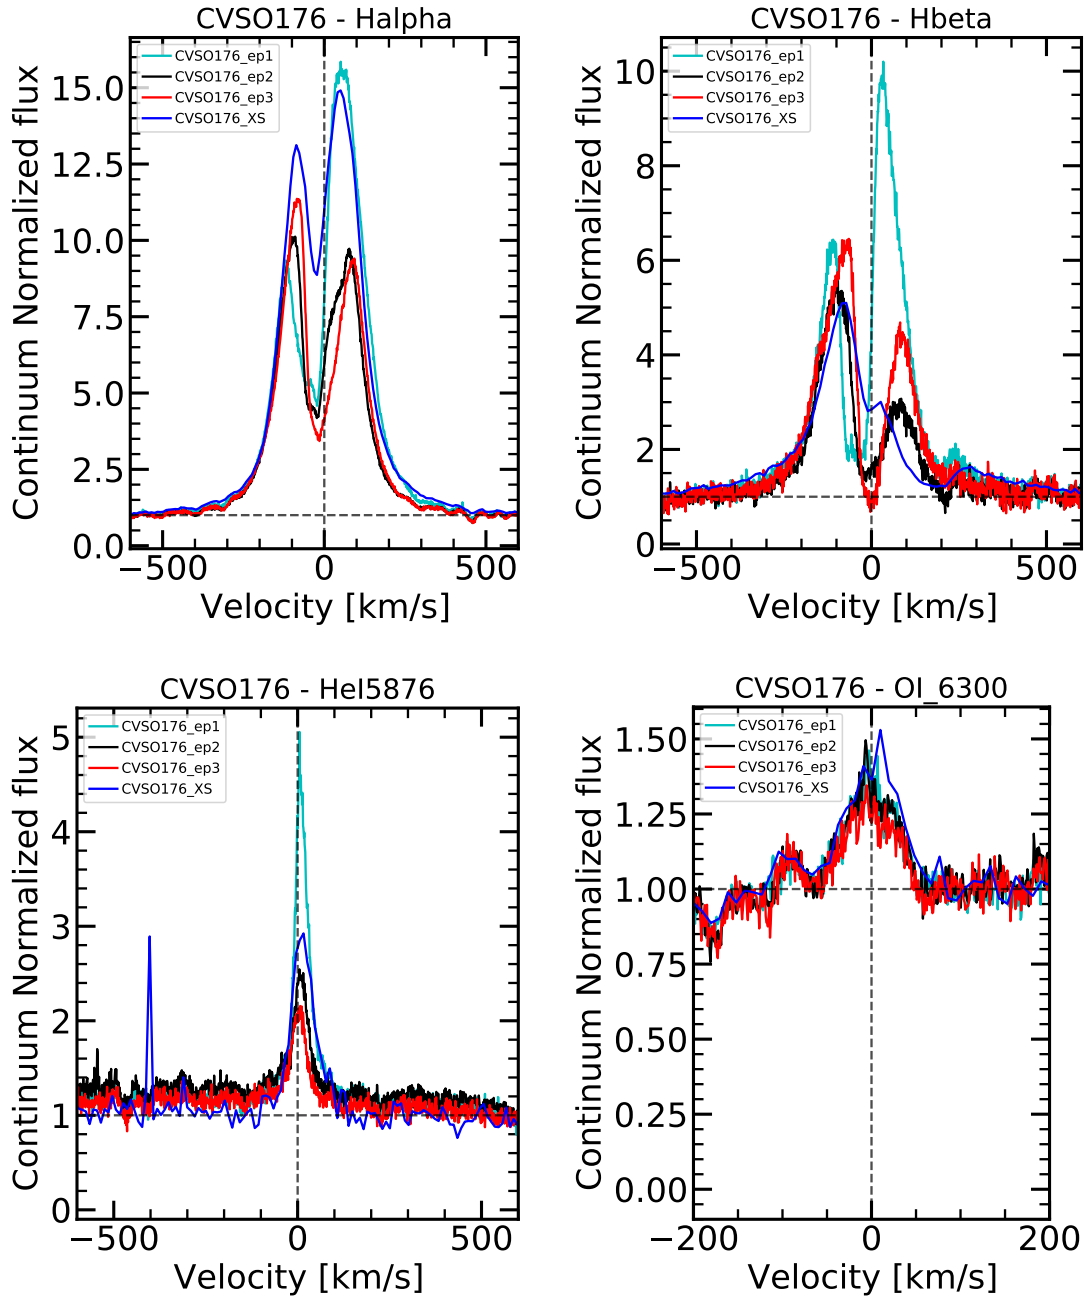 CVSO176 - Halpha
CVSO176_ep1
CVSO176_ep2
CVSO176_ep3
CVSO176_XS
Continuum Normalized flux
15.0
12.5
10.0
7.5
5.0
2.5
0.0
−500 0 500
Velocity [km/s]
CVSO176 - Hbeta
CVSO176_ep1
CVSO176_ep2
CVSO176_ep3
CVSO176_XS
Continuum Normalized flux
10
8
6
4
2
0
−500 0 500
Velocity [km/s]
CVSO176 - HeI5876
CVSO176_ep1
CVSO176_ep2
CVSO176_ep3
CVSO176_XS
Continuum Normalized flux
5
4
3
2
1
0
−500 0 500
Velocity [km/s]
CVSO176 - OI_6300
CVSO176_ep1
CVSO176_ep2
CVSO176_ep3
CVSO176_XS
Continuum Normalized flux
1.50
1.25
1.00
0.75
0.50
0.25
0.00
−200 0 200
Velocity [km/s]